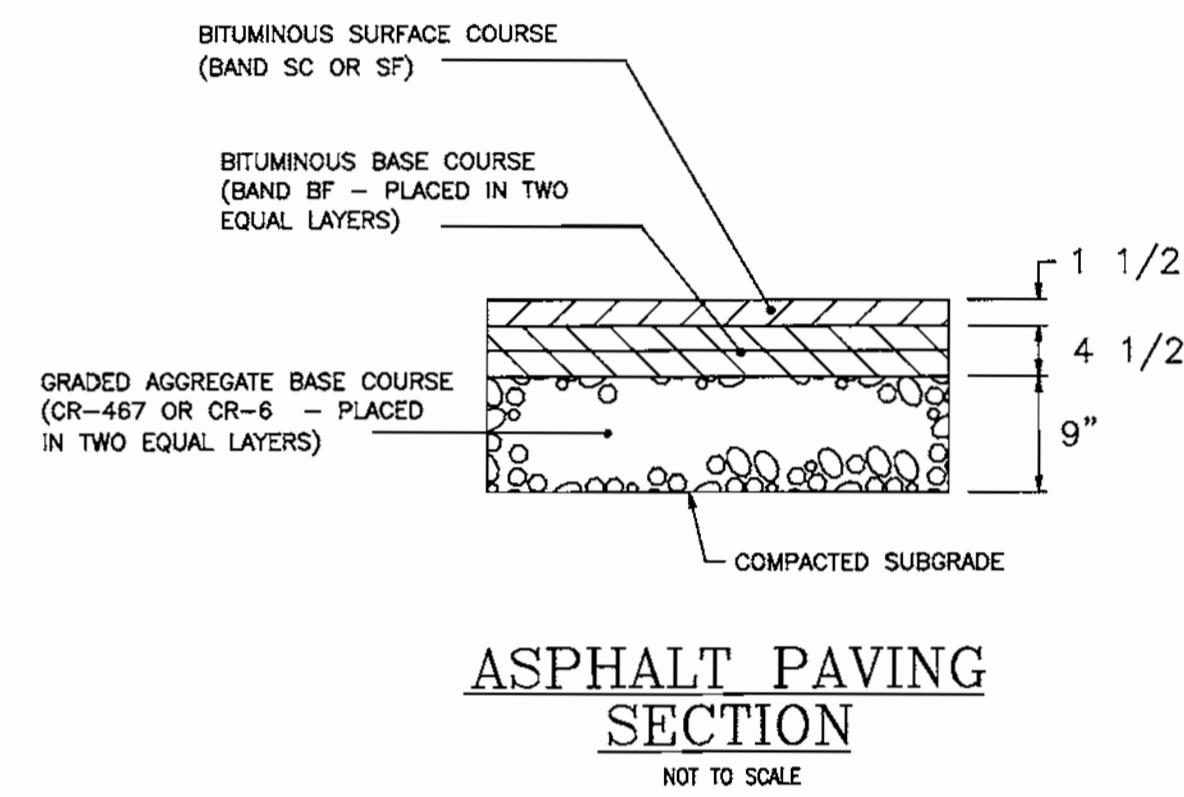 BITUMINOUS SURFACE COURSE
(BAND SC OR SF)
BITUMINOUS BASE COURSE
(BAND BF – PLACED IN TWO
EQUAL LAYERS)
1 1/2
4 1/2
GRADED AGGREGATE BASE COURSE
(CR–467 OR CR–6 – PLACED
IN TWO EQUAL LAYERS)
9”
COMPACTED SUBGRADE
ASPHALT PAVING
SECTION
NOT TO SCALE